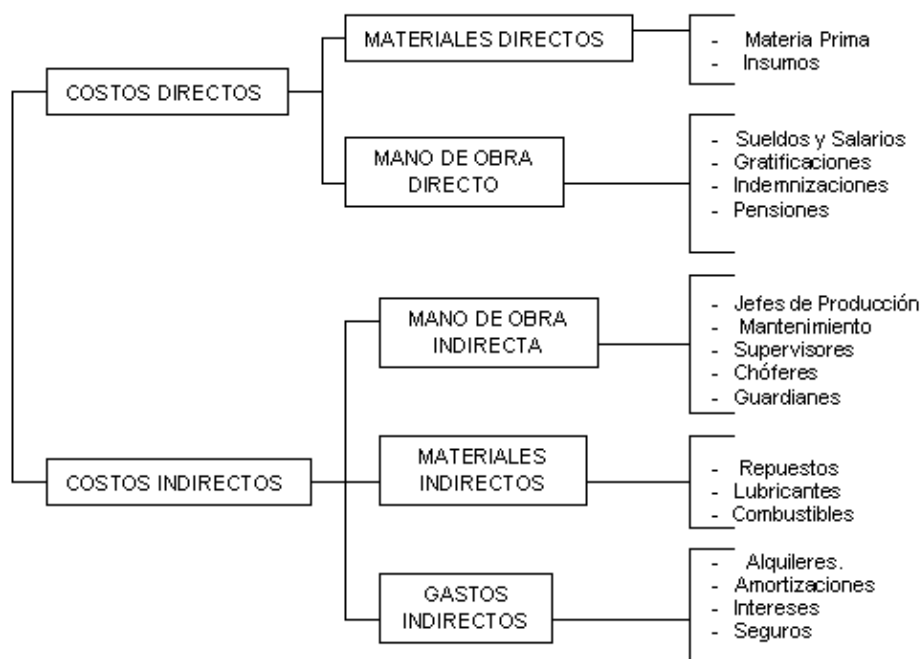 COSTOS DIRECTOS
MATERIALES DIRECTOS
- Materia Prima
- Insumos
MANO DE OBRA
DIRECTO
- Sueldos y Salarios
- Gratificaciones
- Indemnizaciones
- Pensiones
COSTOS INDIRECTOS
MANO DE OBRA
INDIRECTA
- Jefes de Producción
- Mantenimiento
- Supervisores
- Chóferes
- Guardianes
MATERIALES
INDIRECTOS
- Repuestos
- Lubricantes
- Combustibles
GASTOS
INDIRECTOS
- Alquileres.
- Amortizaciones
- Intereses
- Seguros